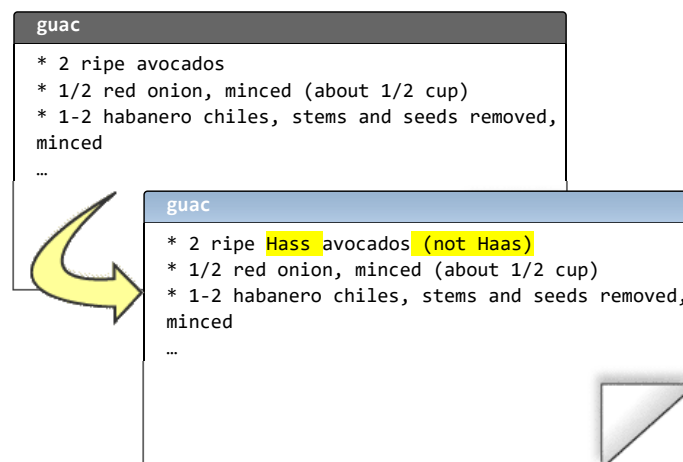 guac
* 2 ripe avocados
* 1/2 red onion, minced (about 1/2 cup)
* 1-2 habanero chiles, stems and seeds removed,
minced
…
guac
* 2 ripe Hass avocados (not Haas)
* 1/2 red onion, minced (about 1/2 cup)
* 1-2 habanero chiles, stems and seeds removed,
minced
…